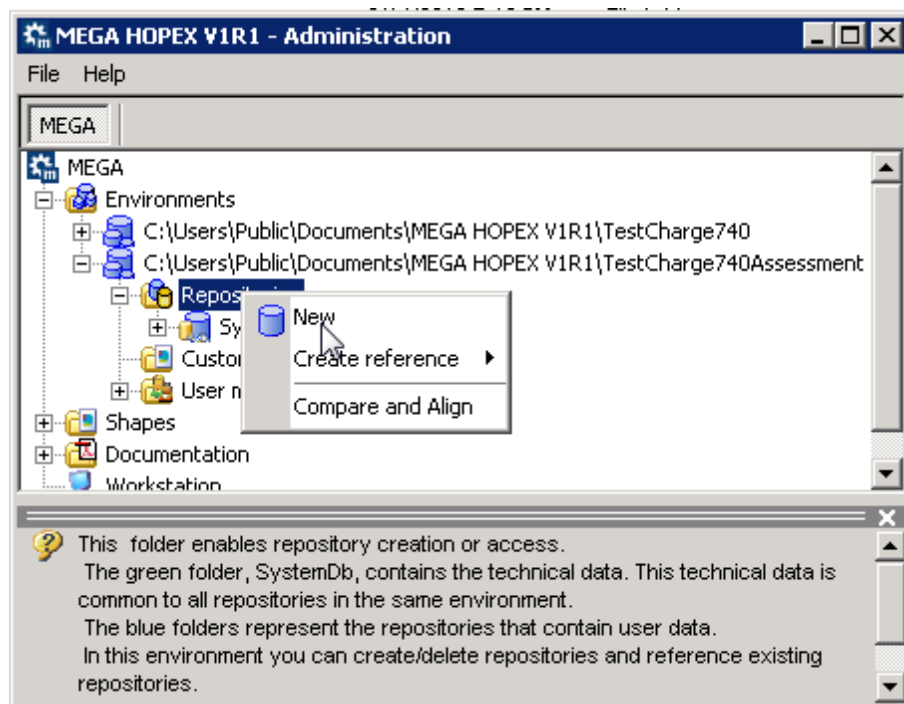 MEGA HOPEX V1R1 - Administration
File Help
MEGA
MEGA
Environments
C:\Users\Public\Documents\MEGA HOPEX V1R1\TestCharge740
C:\Users\Public\Documents\MEGA HOPEX V1R1\TestCharge740Assessment
New
Create reference
Compare and Align
Shapes
Documentation
Workstation
This folder enables repository creation or access.
The green folder, SystemDb, contains the technical data. This technical data is
common to all repositories in the same environment.
The blue folders represent the repositories that contain user data.
In this environment you can create/delete repositories and reference existing
repositories.